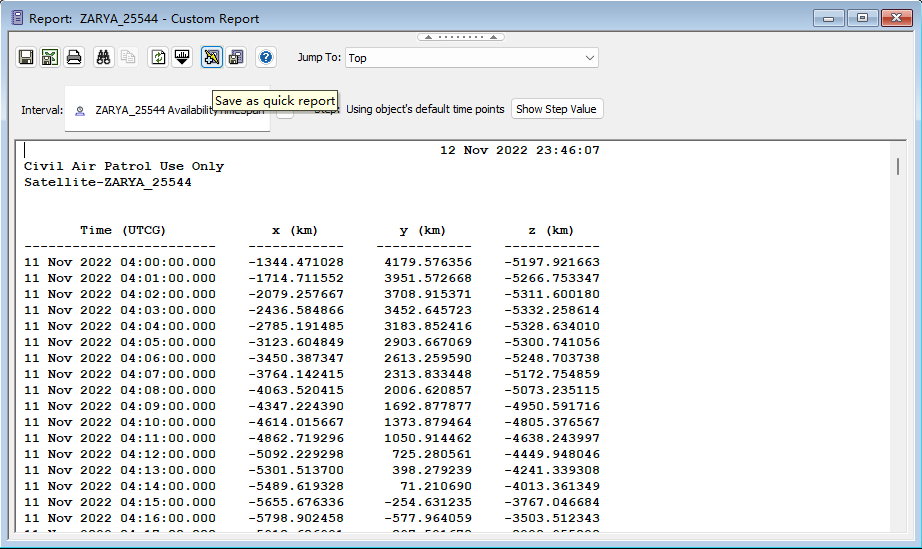 Report:  ZARYA_25544 - Custom Report
Jump To: Top
Save as quick report
Interval: ZARYA_25544 Availability Using object's default time points Show Step Value
12 Nov 2022 23:46:07
Civil Air Patrol Use Only
Satellite-ZARYA_25544
Time (UTCG) x (km) y (km) z (km)
------------------------ ------------ ------------ ------------
11 Nov 2022 04:00:00.000 -1344.471028 4179.576356 -5197.921663
11 Nov 2022 04:01:00.000 -1714.711552 3951.572668 -5266.753347
11 Nov 2022 04:02:00.000 -2079.257667 3708.915371 -5311.600180
11 Nov 2022 04:03:00.000 -2436.584866 3452.645723 -5332.258614
11 Nov 2022 04:04:00.000 -2785.191485 3183.852416 -5328.634010
11 Nov 2022 04:05:00.000 -3123.604849 2903.667069 -5300.741056
11 Nov 2022 04:06:00.000 -3450.387347 2613.259590 -5248.703738
11 Nov 2022 04:07:00.000 -3764.142415 2313.833448 -5172.754859
11 Nov 2022 04:08:00.000 -4063.520415 2006.620857 -5073.235115
11 Nov 2022 04:09:00.000 -4347.224390 1692.877877 -4950.591716
11 Nov 2022 04:10:00.000 -4614.015667 1373.879464 -4805.376567
11 Nov 2022 04:11:00.000 -4862.719296 1050.914462 -4638.243997
11 Nov 2022 04:12:00.000 -5092.229298 725.280561 -4449.948046
11 Nov 2022 04:13:00.000 -5301.513700 398.279239 -4241.339308
11 Nov 2022 04:14:00.000 -5489.619328 71.210690 -4013.361349
11 Nov 2022 04:15:00.000 -5655.676336 -254.631235 -3767.046684
11 Nov 2022 04:16:00.000 -5798.902458 -577.964059 -3503.512343